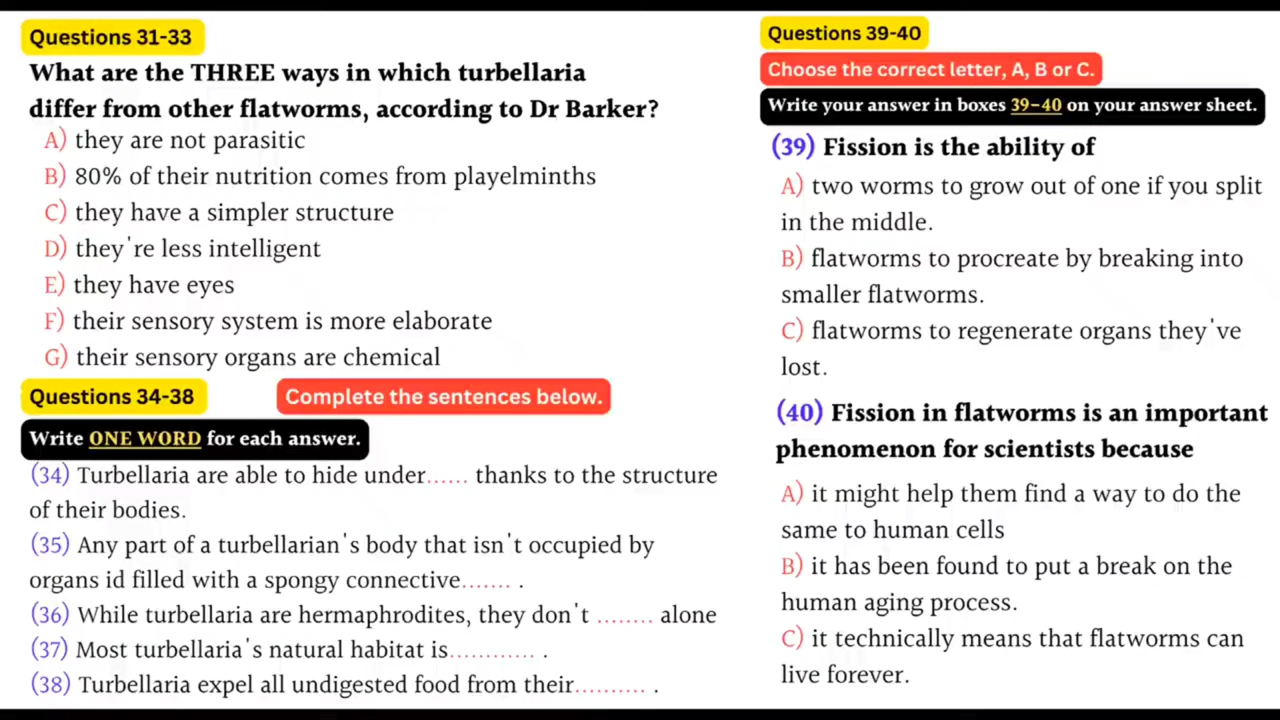 Questions 31-33
What are the THREE ways in which turbellaria
differ from other flatworms, according to Dr Barker?
A) they are not parasitic
B) 80% of their nutrition comes from playelminths
C) they have a simpler structure
D) they're less intelligent
E) they have eyes
F) their sensory system is more elaborate
G) their sensory organs are chemical
Questions 34-38
Complete the sentences below.
Write ONE WORD for each answer.
(34) Turbellaria are able to hide under...... thanks to the structure
of their bodies.
(35) Any part of a turbellarian's body that isn't occupied by
organs id filled with a spongy connective....... .
(36) While turbellaria are hermaphrodites, they don't ........ alone
(37) Most turbellaria's natural habitat is............ .
(38) Turbellaria expel all undigested food from their.......... .
Questions 39-40
Choose the correct letter, A, B or C.
Write your answer in boxes 39–40 on your answer sheet.
(39) Fission is the ability of
A) two worms to grow out of one if you split
in the middle.
B) flatworms to procreate by breaking into
smaller flatworms.
C) flatworms to regenerate organs they've
lost.
(40) Fission in flatworms is an important
phenomenon for scientists because
A) it might help them find a way to do the
same to human cells
B) it has been found to put a break on the
human aging process.
C) it technically means that flatworms can
live forever.